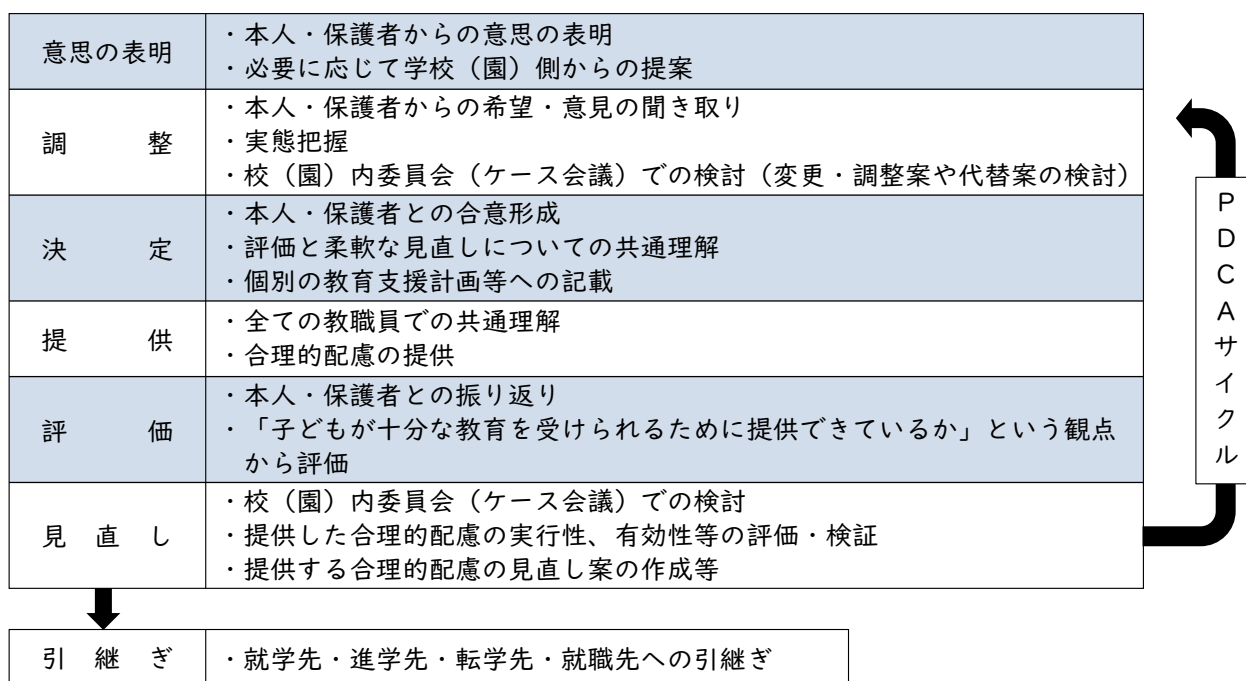 意思の表明
・本人・保護者からの意思の表明
・必要に応じて学校（園）側からの提案
調整
・本人・保護者からの希望・意見の聞き取り
・実態把握
・校（園）内委員会（ケース会議）での検討（変更・調整案や代替案の検討）
決定
・本人・保護者との合意形成
・評価と柔軟な見直しについての共通理解
・個別の教育支援計画等への記載
提供
・全ての教職員での共通理解
・合理的配慮の提供
評価
・本人・保護者との振り返り
・「子どもが十分な教育を受けられるために提供できているか」という観点
から評価
見直し
・校（園）内委員会（ケース会議）での検討
・提供した合理的配慮の実行性、有効性等の評価・検証
・提供する合理的配慮の見直し案の作成等
PDCAサイクル
引継ぎ
・就学先・進学先・転学先・就職先への引継ぎ